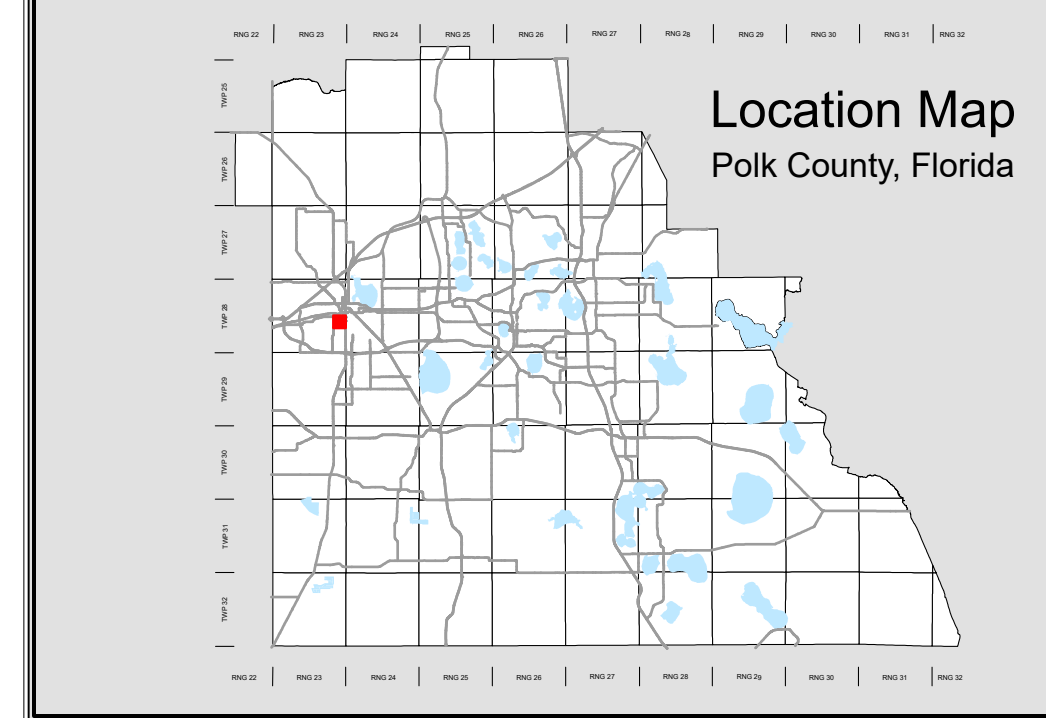 RNG 22 RNG 23 RNG 24 RNG 25 RNG 26 RNG 27 RNG 28 RNG 29 RNG 30 RNG 31 RNG 32
Location Map
Polk County, Florida
TWP 25
TWP 26
TWP 27
TWP 28
TWP 29
TWP 30
TWP 31
TWP 32
RNG 22 RNG 23 RNG 24 RNG 25 RNG 26 RNG 27 RNG 28 RNG 29 RNG 30 RNG 31 RNG 32